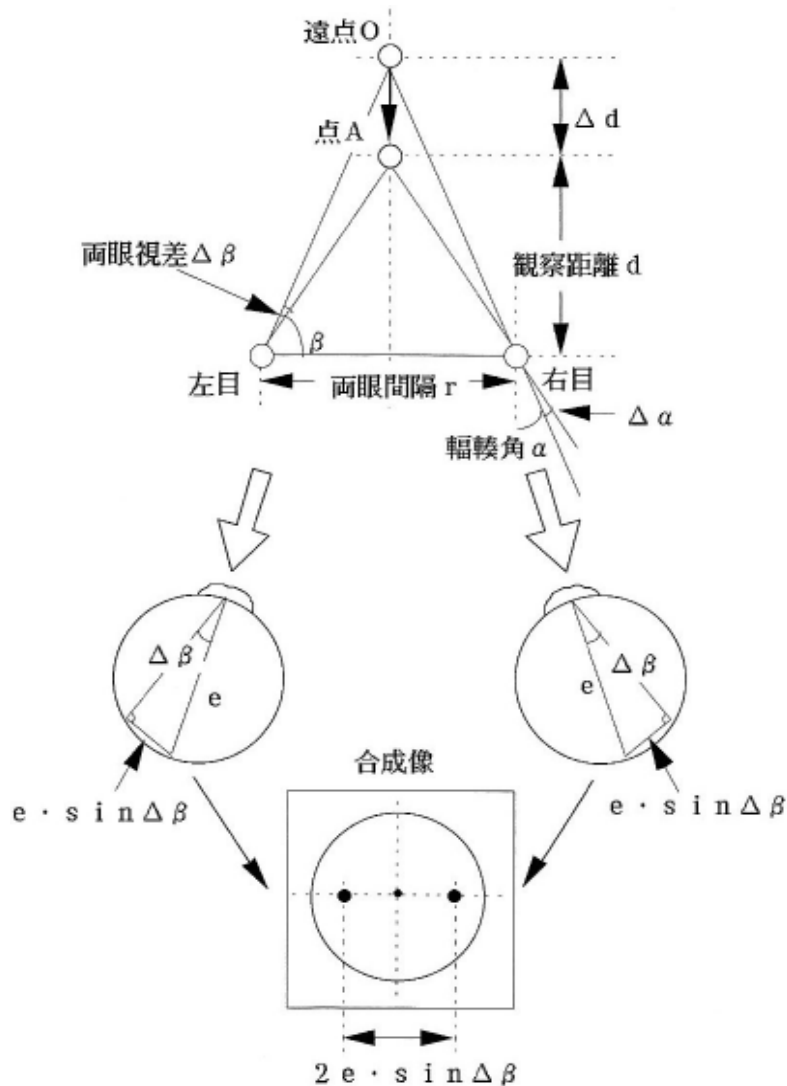 遠点O
Δd
点A
両眼視差Δβ
観察距離d
β
左目
両眼間隔r
右目
Δα
輻輳角α
Δβ
e
Δβ
e
合成像
e・sinΔβ
e・sinΔβ
2e・sinΔβ